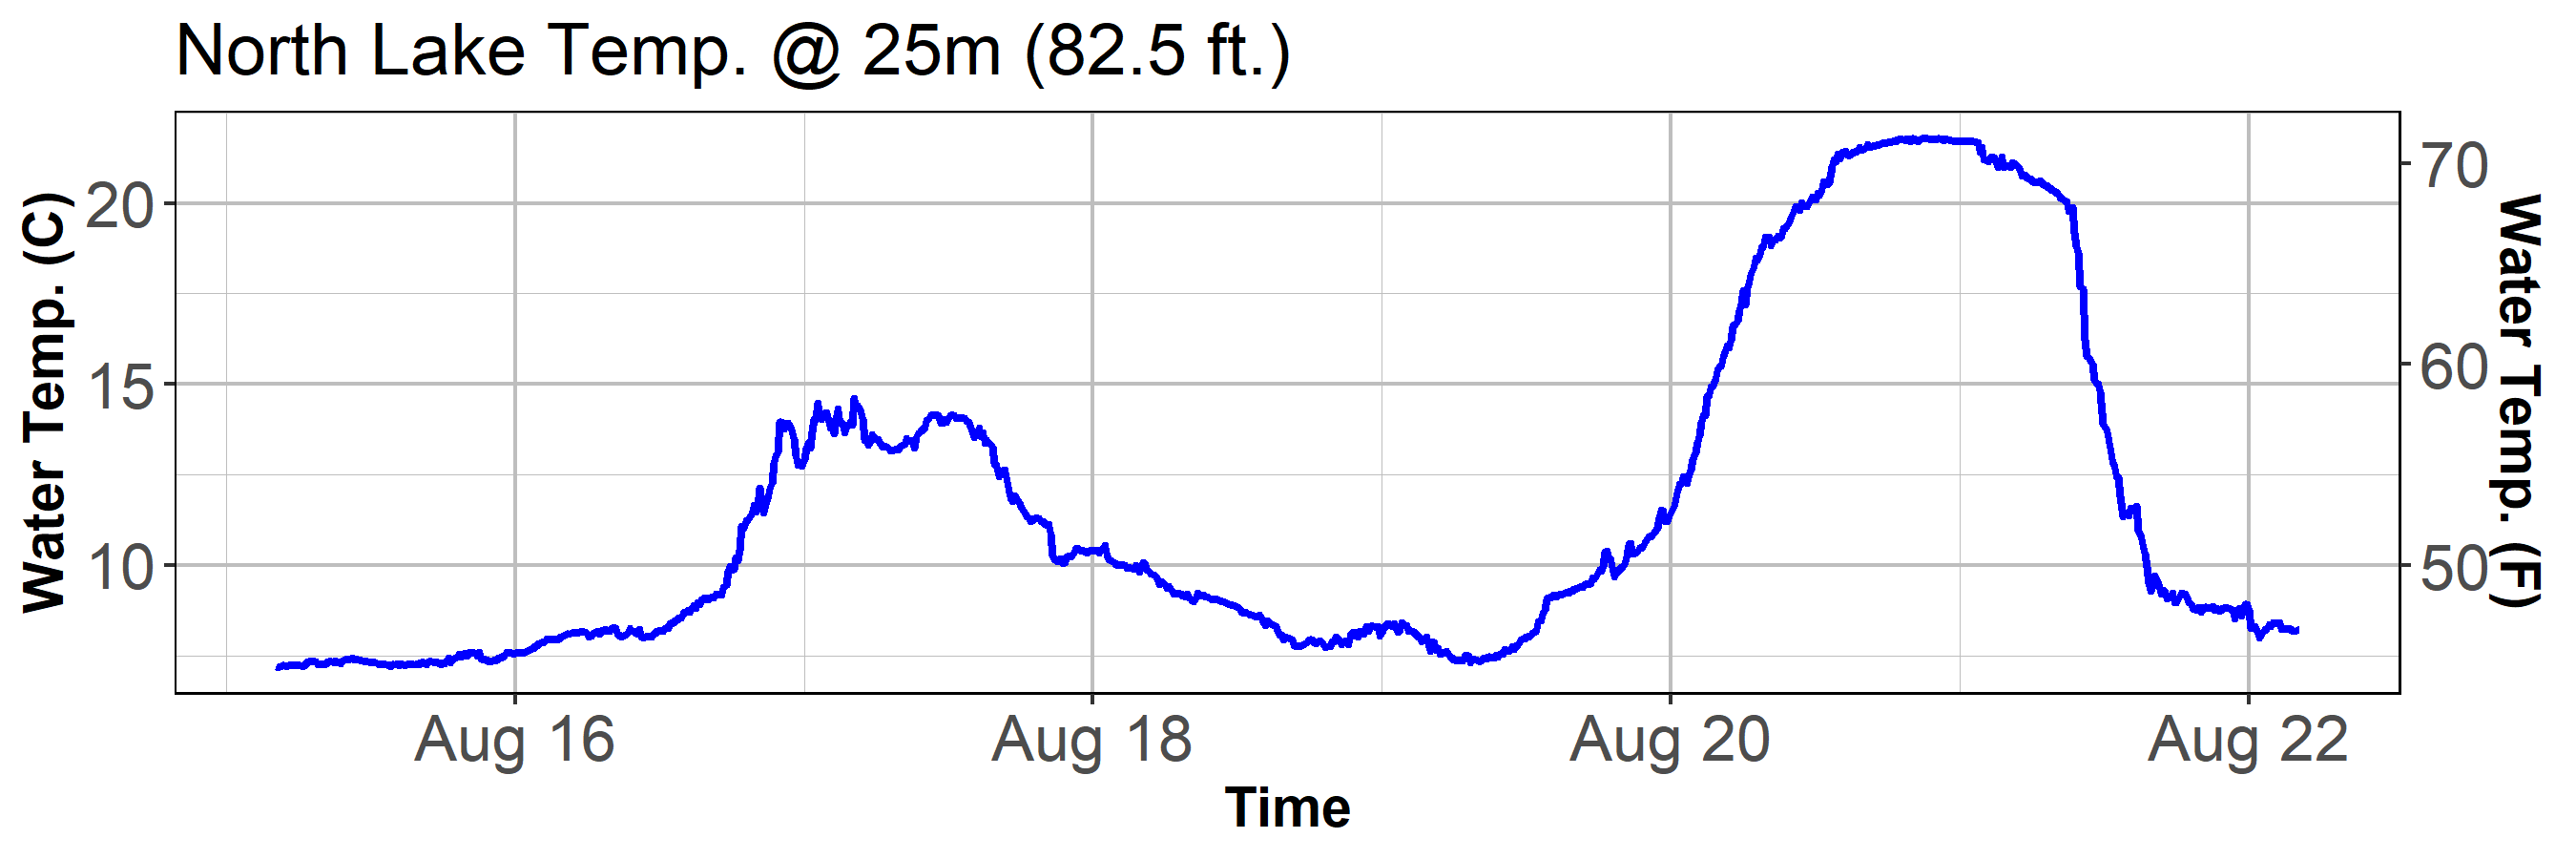 North Lake Temp. @ 25m (82.5 ft.)
Water Temp. (C)
20
15
10
70
60
50
Water Temp. (F)
Aug 16
Aug 18
Aug 20
Aug 22
Time